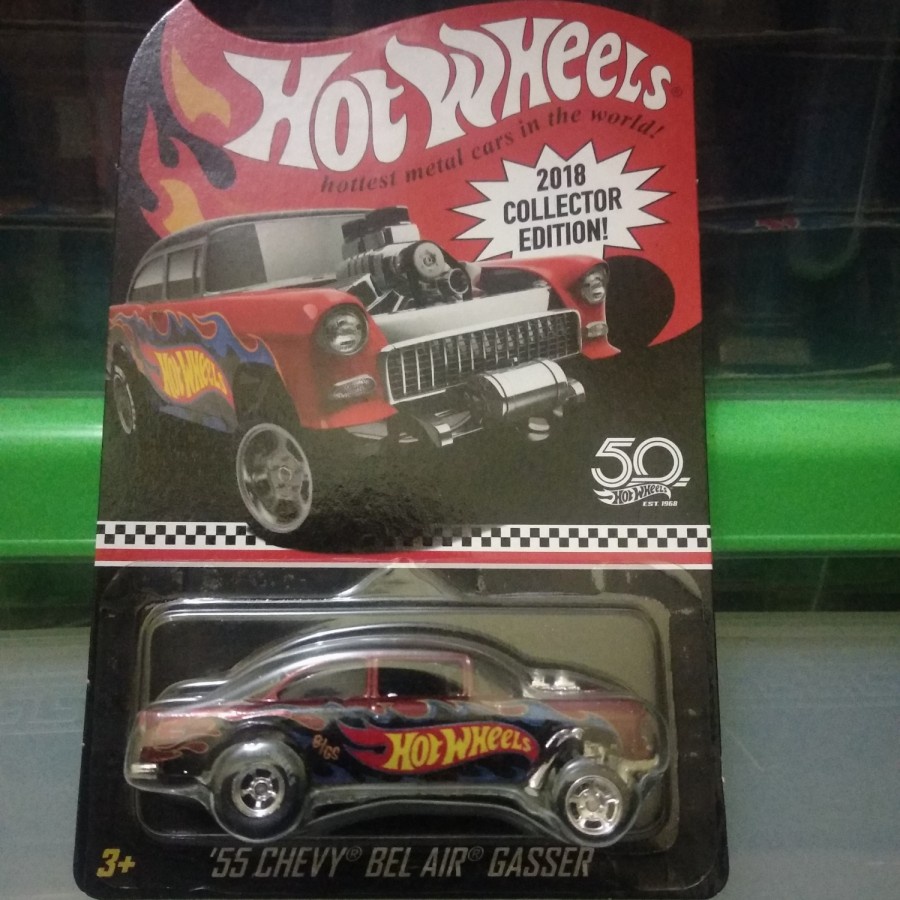 Hot Wheels®
hottest metal cars in the world!
2018
COLLECTOR
EDITION!
HOT WHEELS
50
Hot Wheels
EST. 1968
BIGS
HOT WHEELS
3+
'55 CHEVY® BEL AIR® GASSER